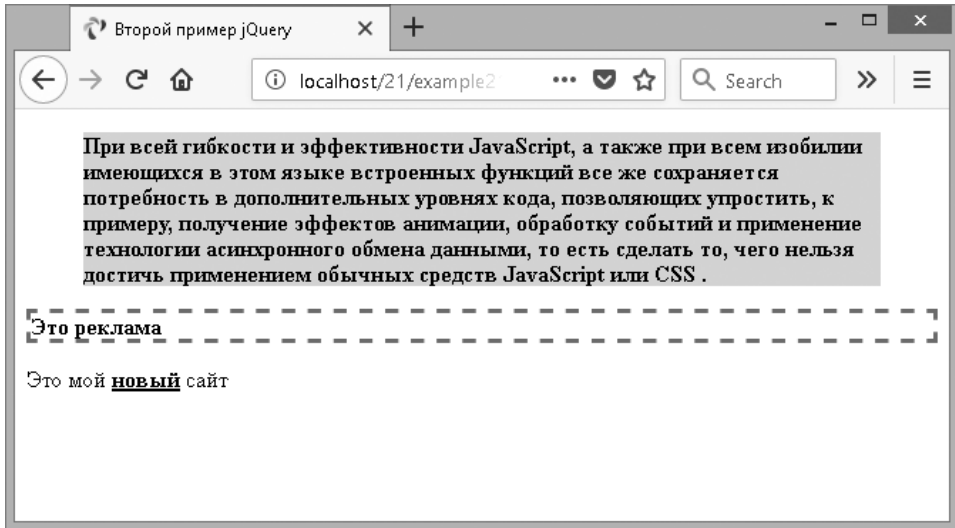 Второй пример jQuery
localhost/21/example2
Search
При всей гибкости и эффективности JavaScript, а также при всем изобилии
имеющихся в этом языке встроенных функций все же сохраняется
потребность в дополнительных уровнях кода, позволяющих упростить, к
примеру, получение эффектов анимации, обработку событий и применение
технологии асинхронного обмена данными, то есть сделать то, чего нельзя
достичь применением обычных средств JavaScript или CSS .
Это реклама
Это мой новый сайт